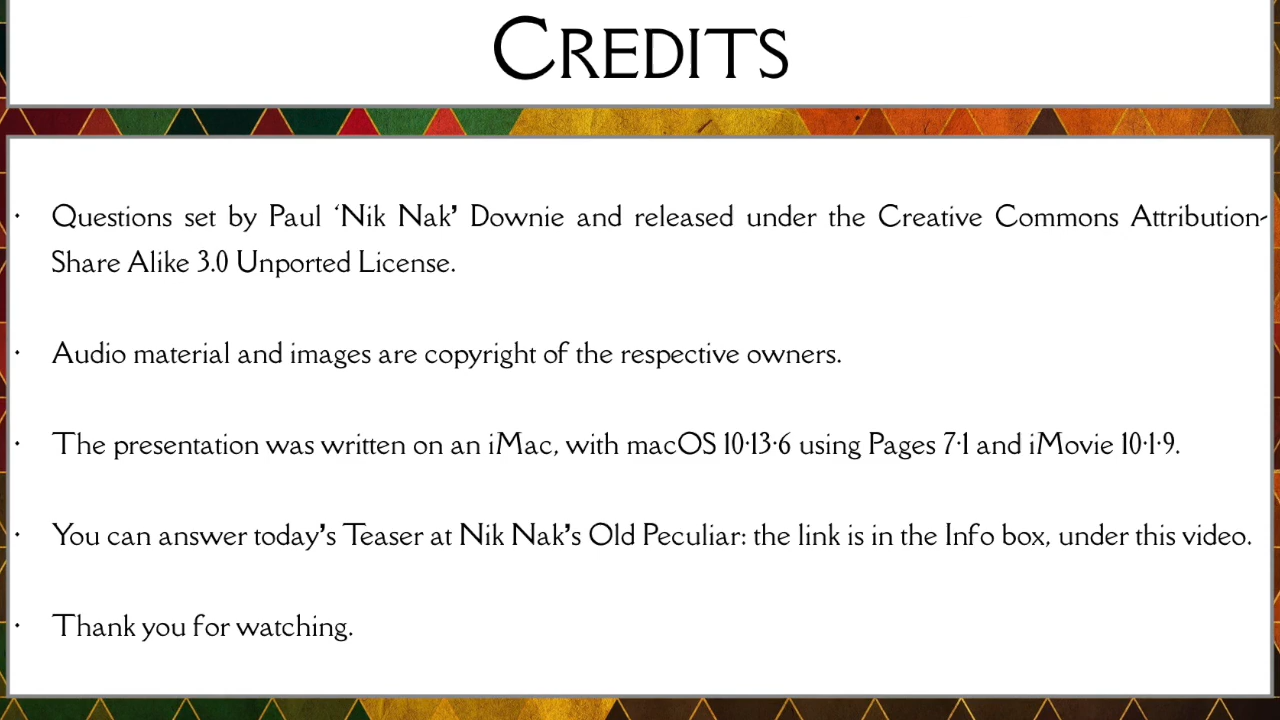 CREDITS
· Questions set by Paul ‘Nik Nak’ Downie and released under the Creative Commons Attribution-
Share Alike 3.0 Unported License.
· Audio material and images are copyright of the respective owners.
· The presentation was written on an iMac, with macOS 10·13·6 using Pages 7·1 and iMovie 10·1·9.
· You can answer today’s Teaser at Nik Nak’s Old Peculiar: the link is in the Info box, under this video.
· Thank you for watching.